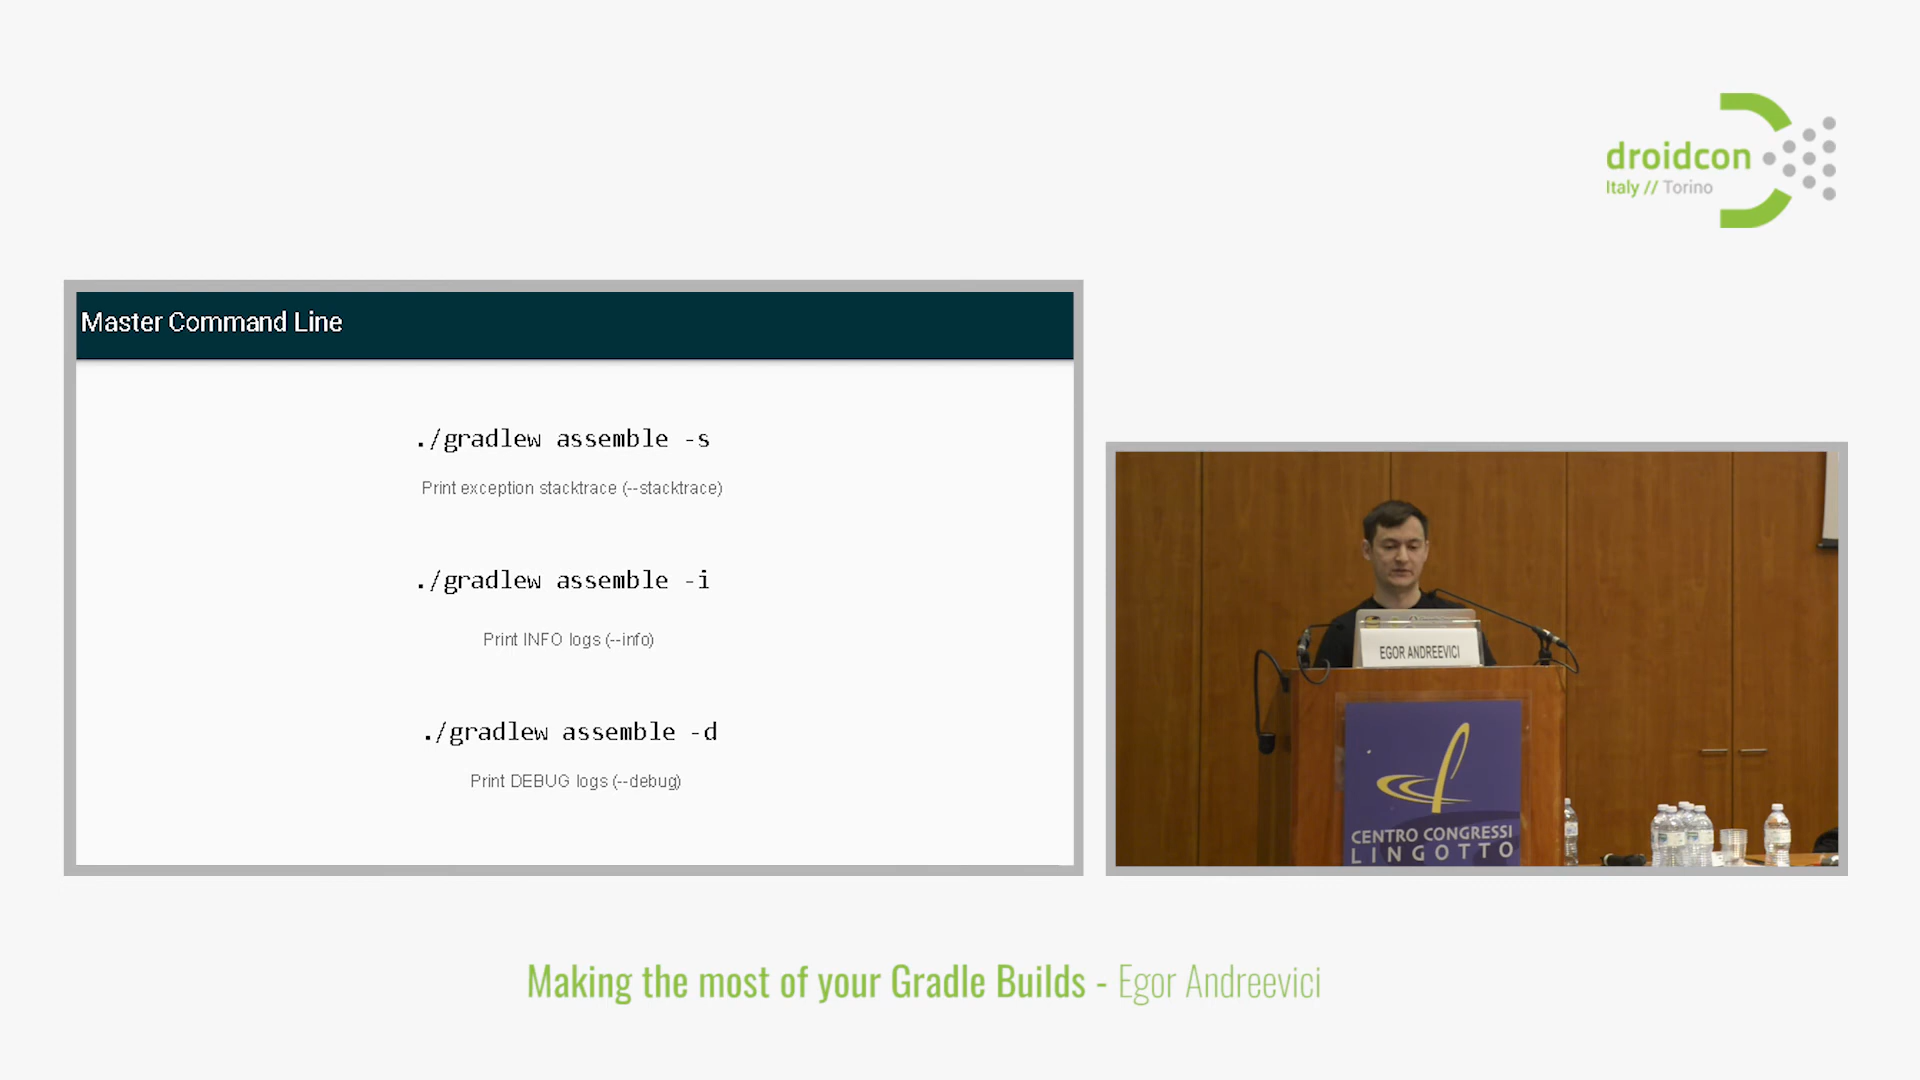 droidcon
Italy // Torino
Master Command Line
./gradlew assemble -s
Print exception stacktrace (--stacktrace)
./gradlew assemble -i
Print INFO logs (--info)
./gradlew assemble -d
Print DEBUG logs (--debug)
EGOR ANDREEVICI
CENTRO CONGRESSI
LINGOTTO
Making the most of your Gradle Builds - Egor Andreevici